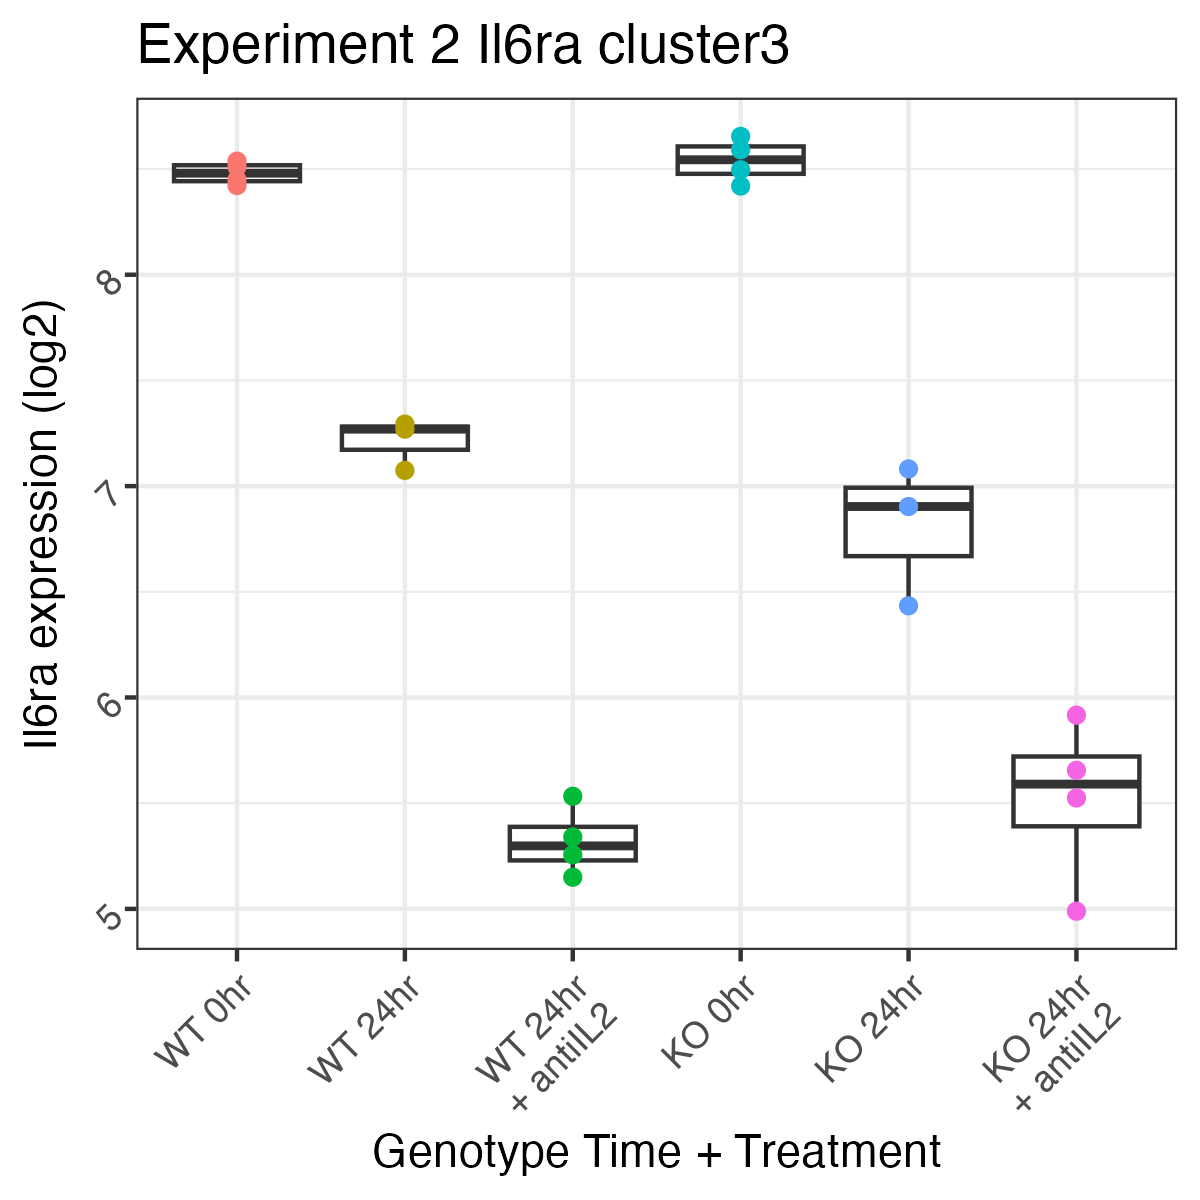 Experiment 2 Il6ra cluster3
Il6ra expression (log2)
8
7
6
5
WT 0hr
WT 24hr
WT 24hr
+ antiIL2
KO 0hr
KO 24hr
KO 24hr
+ antiIL2
Genotype Time + Treatment